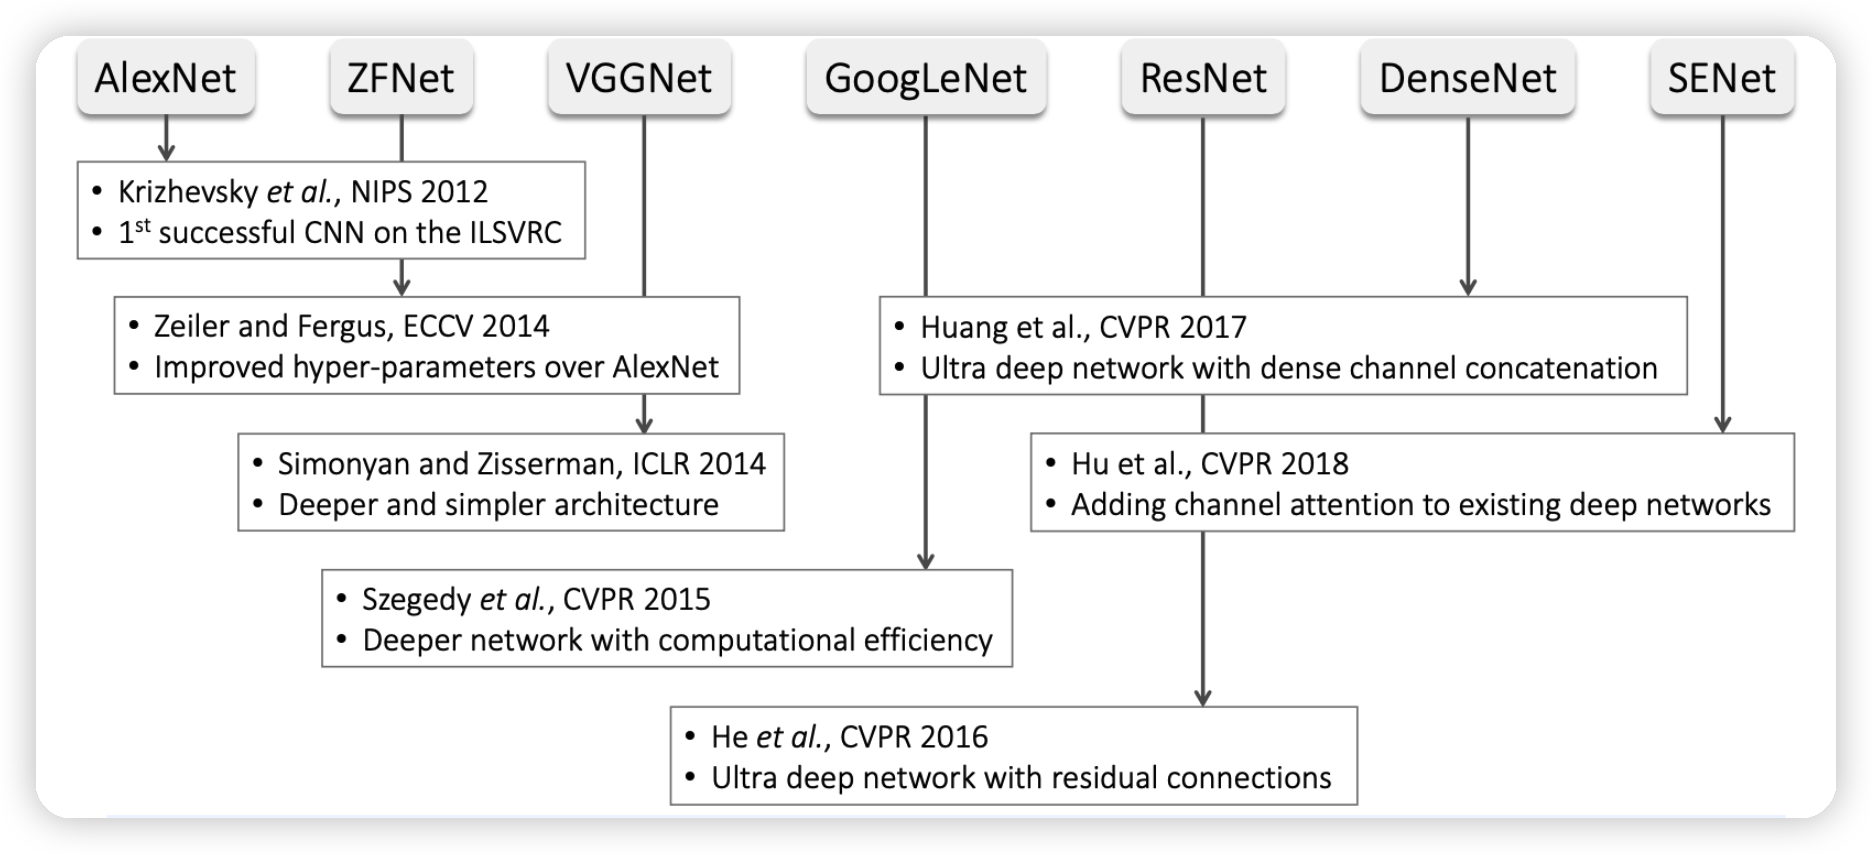 AlexNet
ZFNet
VGGNet
GoogLeNet
ResNet
DenseNet
SENet
• Krizhevsky et al., NIPS 2012
• 1st successful CNN on the ILSVRC
• Zeiler and Fergus, ECCV 2014
• Improved hyper-parameters over AlexNet
• Huang et al., CVPR 2017
• Ultra deep network with dense channel concatenation
• Simonyan and Zisserman, ICLR 2014
• Deeper and simpler architecture
• Hu et al., CVPR 2018
• Adding channel attention to existing deep networks
• Szegedy et al., CVPR 2015
• Deeper network with computational efficiency
• He et al., CVPR 2016
• Ultra deep network with residual connections